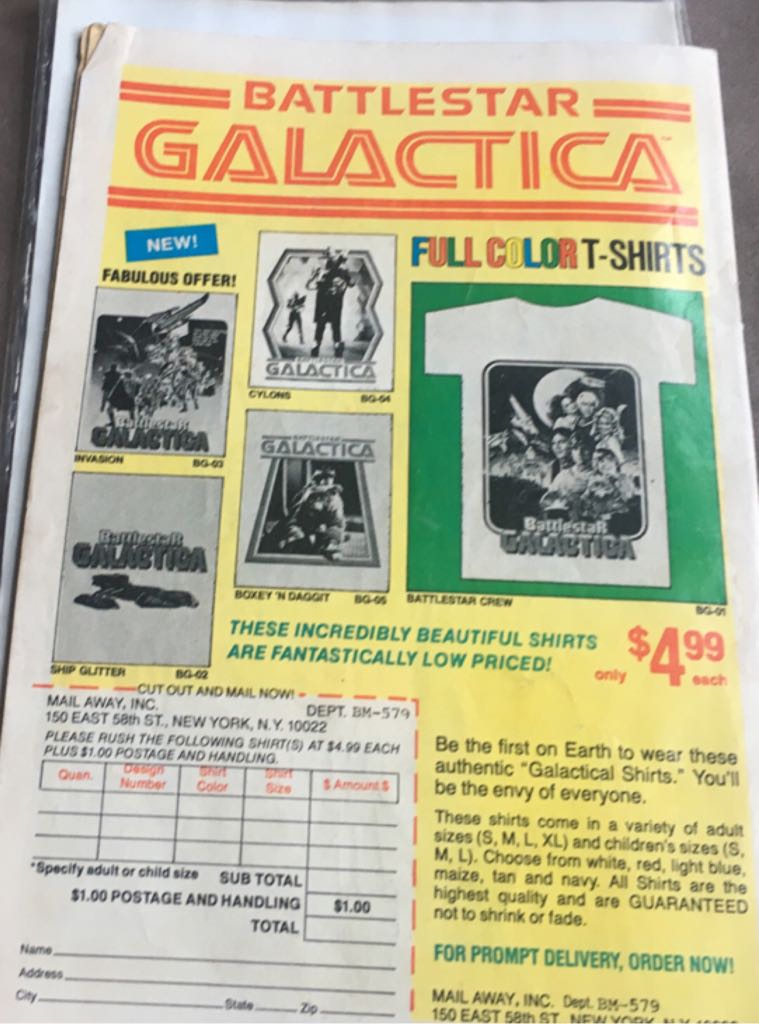 BATTLESTAR
GALACTICA™
NEW!
FABULOUS OFFER!
FULL COLOR T-SHIRTS
BATTLESTAR
GALACTICA
CYLONS BG-04
Battlestar
GALACTICA
INVASION BG-03
BATTLESTAR
GALACTICA
BOXEY 'N DAGGIT BG-05
Battlestar
GALACTICA
BATTLESTAR CREW BG-01
Battlestar
GALACTICA
SHIP GLITTER BG-02
THESE INCREDIBLY BEAUTIFUL SHIRTS
ARE FANTASTICALLY LOW PRICED!
only $4.99 each
CUT OUT AND MAIL NOW!
MAIL AWAY, INC. DEPT. BM-579
150 EAST 58th ST., NEW YORK, N.Y. 10022
PLEASE RUSH THE FOLLOWING SHIRT(S) AT $4.99 EACH
PLUS $1.00 POSTAGE AND HANDLING.
Quan. Design Number Shirt Color Shirt Size $ Amount $
*Specify adult or child size SUB TOTAL
$1.00 POSTAGE AND HANDLING $1.00
TOTAL
Name
Address
City State Zip
Be the first on Earth to wear these
authentic "Galactical Shirts." You'll
be the envy of everyone.
These shirts come in a variety of adult
sizes (S, M, L, XL) and children's sizes (S,
M, L). Choose from white, red, light blue,
maize, tan and navy. All Shirts are the
highest quality and are GUARANTEED
not to shrink or fade.
FOR PROMPT DELIVERY, ORDER NOW!
MAIL AWAY, INC. Dept. BM-579
150 EAST 58th ST. NEW YORK